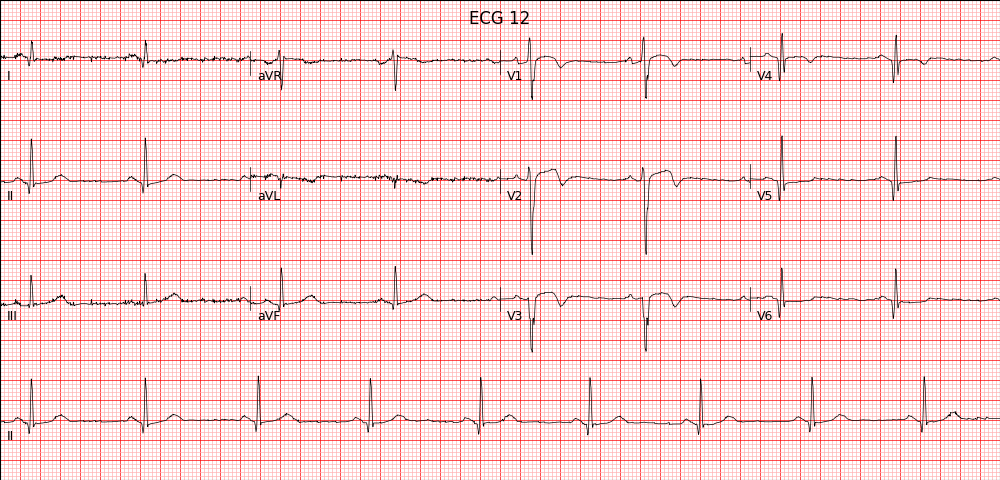 ECG 12
I aVR V1 V4
II aVL V2 V5
III aVF V3 V6
II